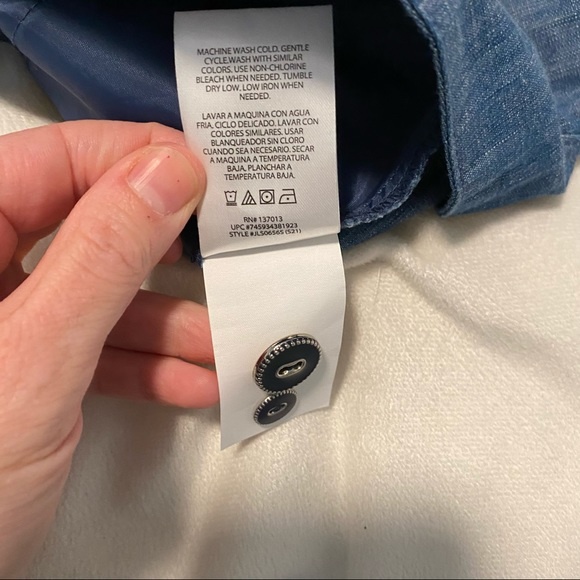 MACHINE WASH COLD. GENTLE
CYCLE.WASH WITH SIMILAR
COLORS. USE NON-CHLORINE
BLEACH WHEN NEEDED. TUMBLE
DRY LOW, LOW IRON WHEN
NEEDED.
LAVAR A MAQUINA CON AGUA
FRIA, CICLO DELICADO. LAVAR CON
COLORES SIMILARES. USAR
BLANQUEADOR SIN CLORO
CUANDO SEA NECESARIO. SECAR
A MAQUINA A TEMPERATURA
BAJA, PLANCHAR A
TEMPERATURA BAJA.
RN# 137013
UPC #745934381923
STYLE #JLS06565 (S21)